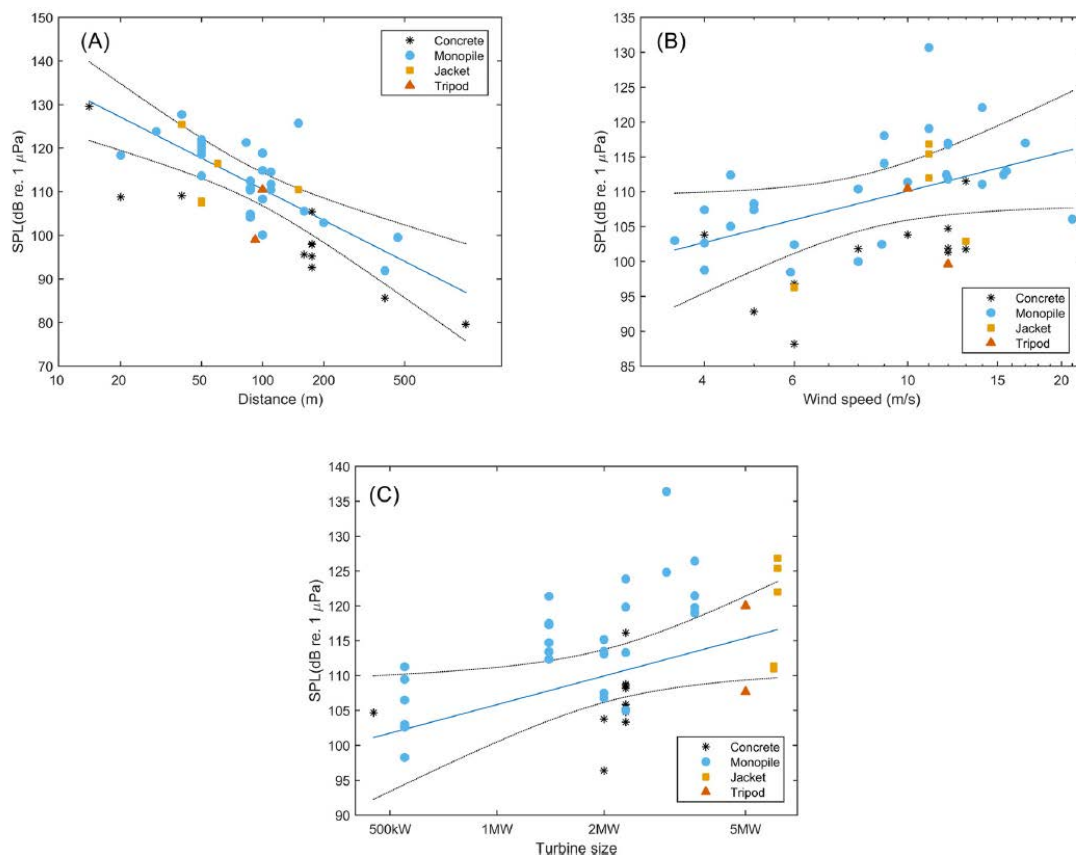 (A)
Concrete
Monopile
Jacket
Tripod
SPL(dB re. 1 μPa)
150
140
130
120
110
100
90
80
70
10 20 50 100 200 500
Distance (m)
(B)
SPL(dB re. 1 μPa)
135
130
125
120
115
110
105
100
95
90
85
Concrete
Monopile
Jacket
Tripod
4 6 10 15 20
Wind speed (m/s)
(C)
SPL(dB re. 1 μPa)
140
135
130
125
120
115
110
105
100
95
90
Concrete
Monopile
Jacket
Tripod
500kW 1MW 2MW 5MW
Turbine size